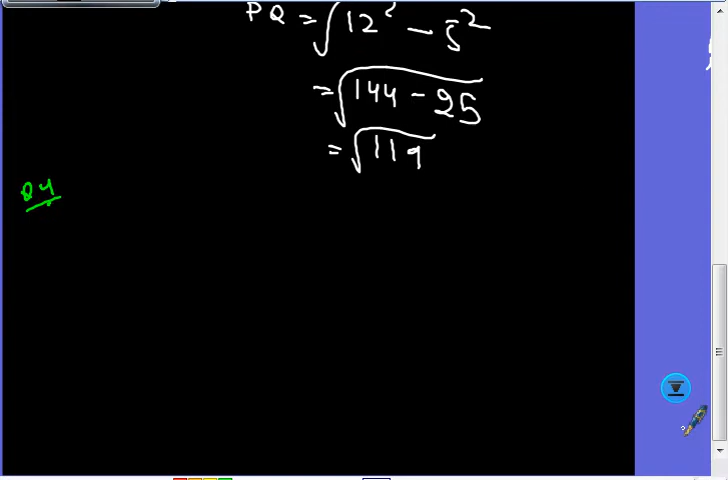 PQ = √12² - 5²
= √144 - 25
= √119
Q4